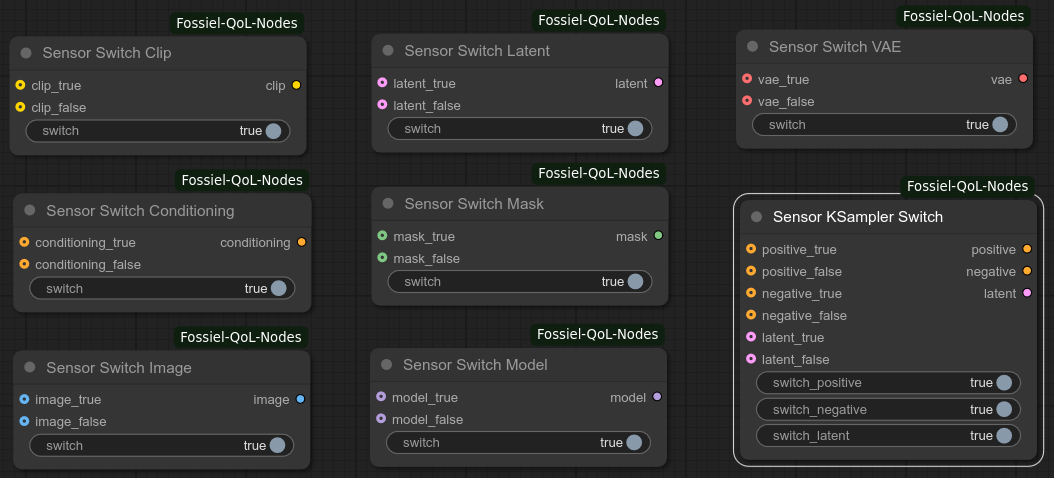 Fossiel-QoL-Nodes
Sensor Switch Clip
clip_true clip
clip_false
switch true
Fossiel-QoL-Nodes
Sensor Switch Conditioning
conditioning_true conditioning
conditioning_false
switch true
Fossiel-QoL-Nodes
Sensor Switch Image
image_true image
image_false
switch true
Fossiel-QoL-Nodes
Sensor Switch Latent
latent_true latent
latent_false
switch true
Fossiel-QoL-Nodes
Sensor Switch Mask
mask_true mask
mask_false
switch true
Fossiel-QoL-Nodes
Sensor Switch Model
model_true model
model_false
switch true
Fossiel-QoL-Nodes
Sensor Switch VAE
vae_true vae
vae_false
switch true
Fossiel-QoL-Nodes
Sensor KSampler Switch
positive_true positive
positive_false negative
negative_true latent
negative_false
latent_true
latent_false
switch_positive true
switch_negative true
switch_latent true